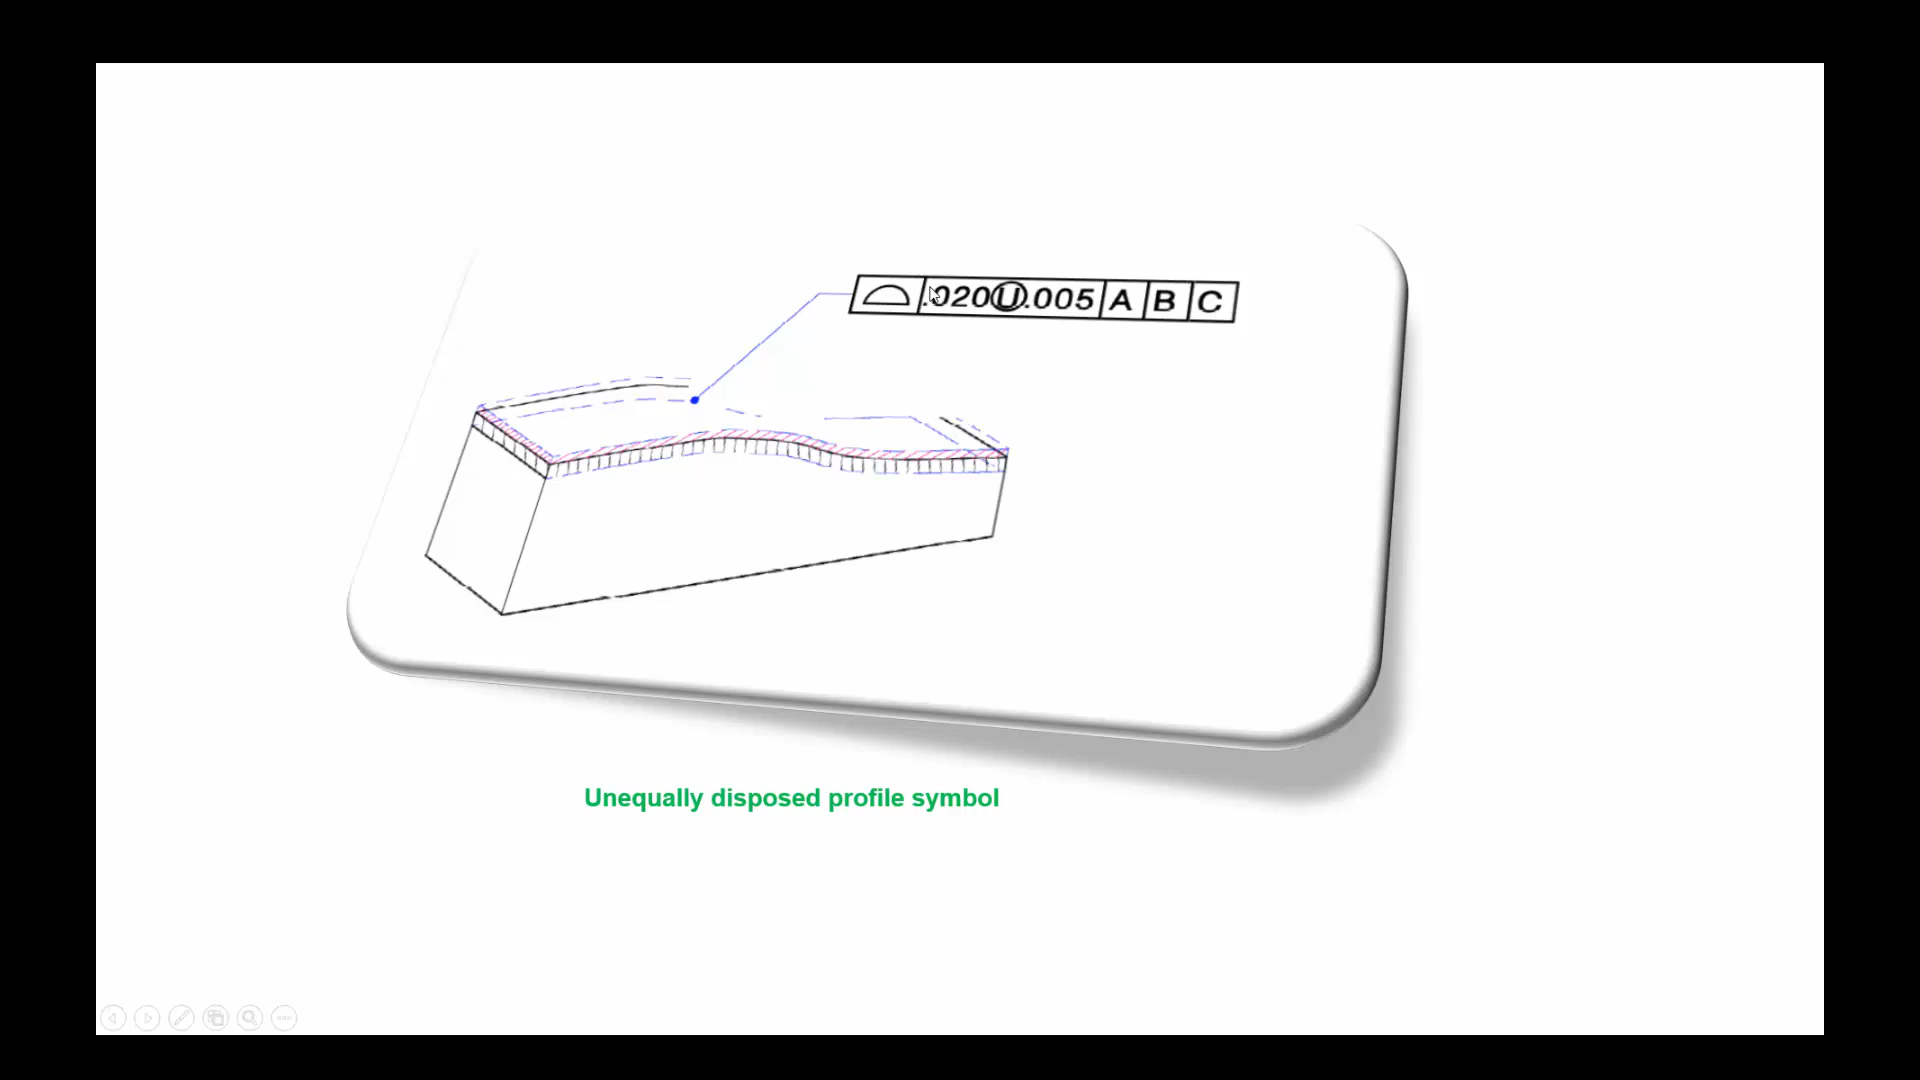 ⌓ .020Ⓤ.005 A B C
Unequally disposed profile symbol